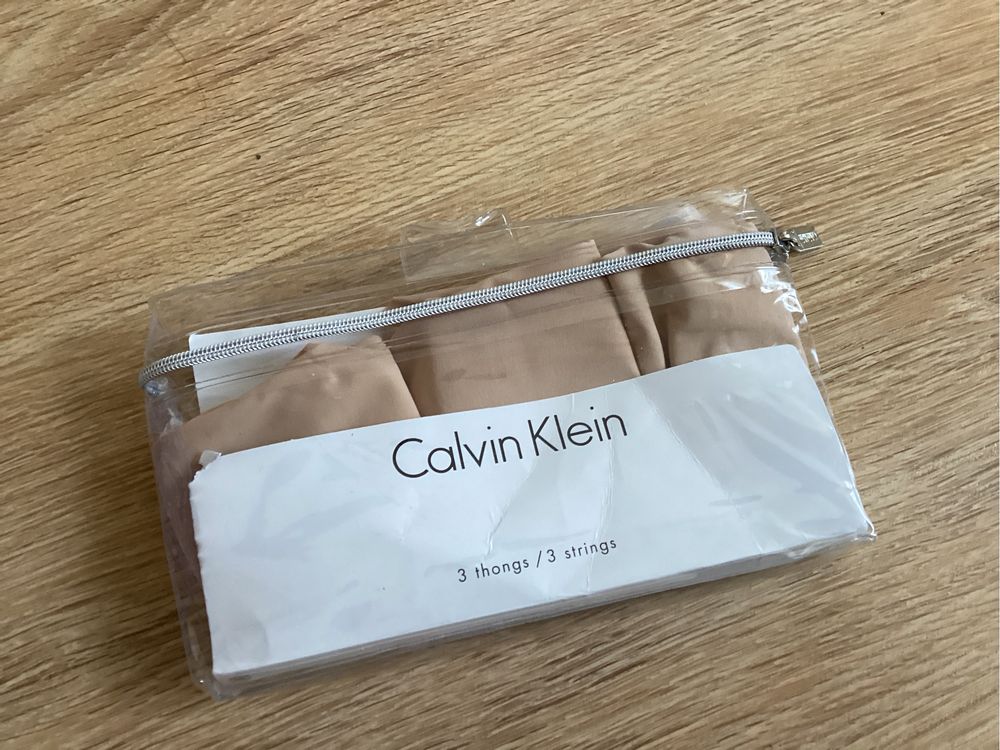 Calvin Klein
3 thongs / 3 strings